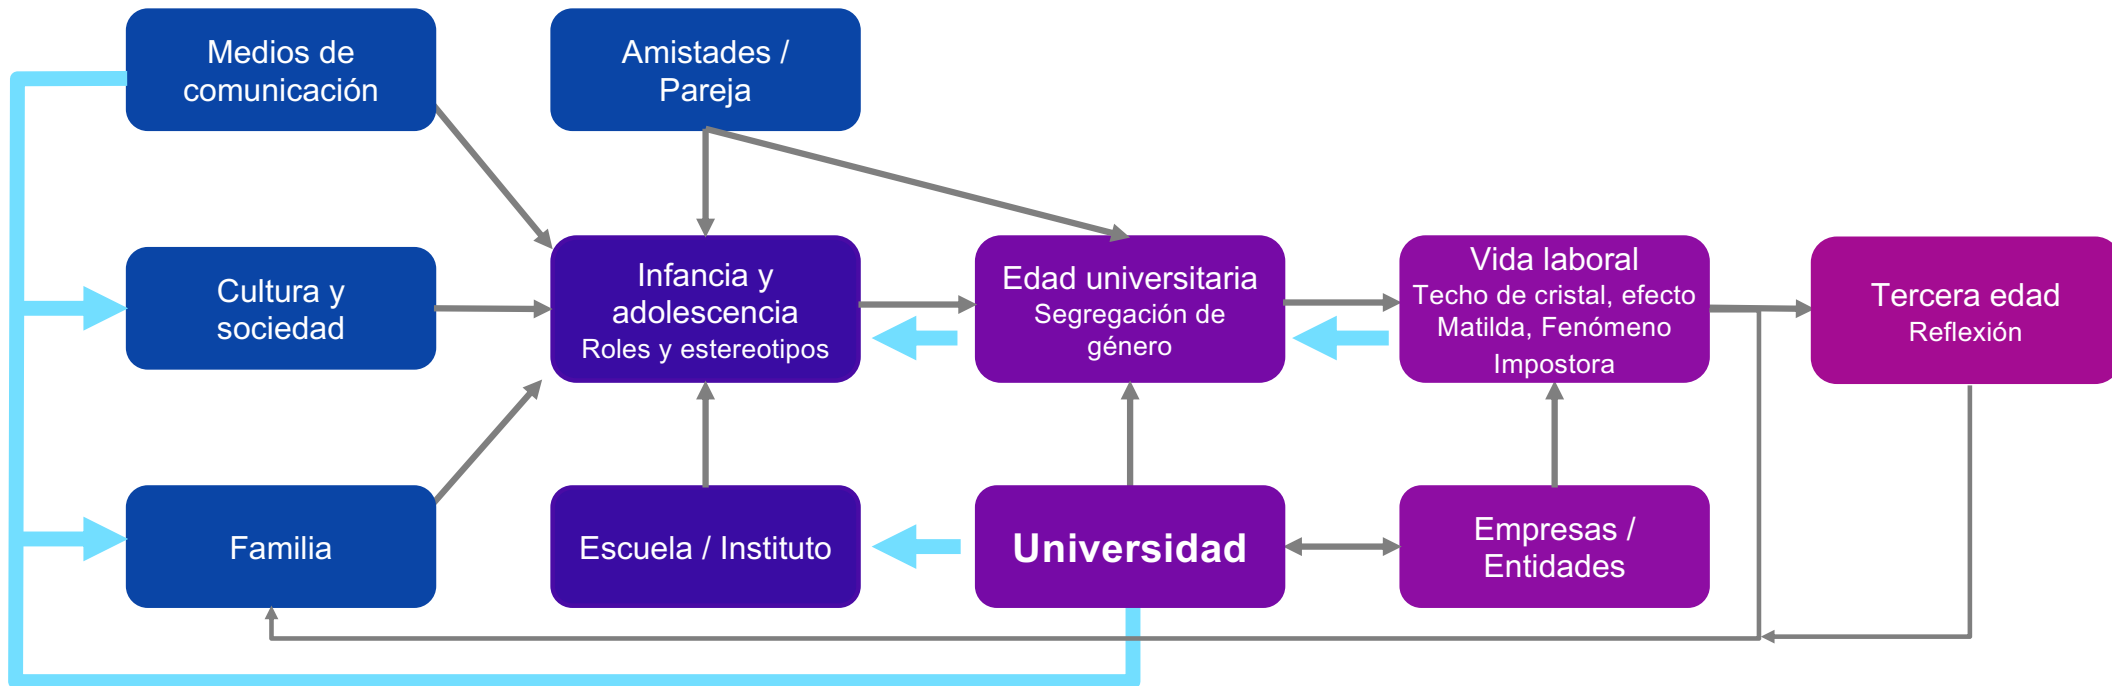 Medios de
comunicación
Amistades /
Pareja
Cultura y
sociedad
Infancia y
adolescencia
Roles y estereotipos
Edad universitaria
Segregación de
género
Vida laboral
Techo de cristal, efecto
Matilda, Fenómeno
Impostora
Tercera edad
Reflexión
Familia
Escuela / Instituto
Universidad
Empresas /
Entidades